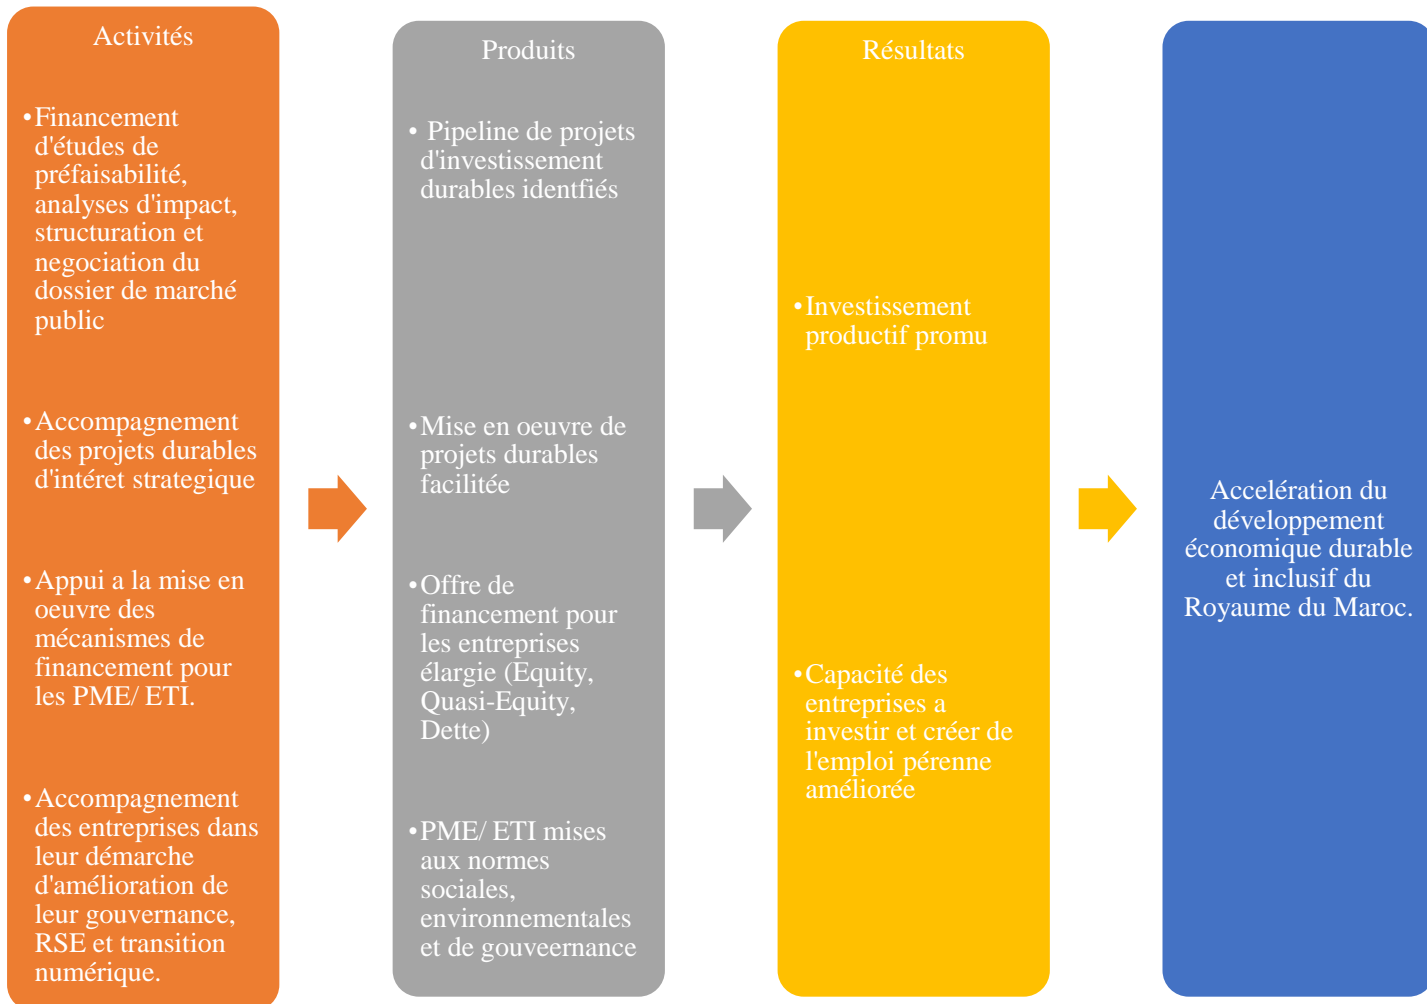 Activités
•Financement
d'études de
préfaisabilité,
analyses d'impact,
structuration et
negociation du
dossier de marché
public
•Accompagnement
des projets durables
d'intéret strategique
•Appui a la mise en
oeuvre des
mécanismes de
financement pour
les PME/ ETI.
•Accompagnement
des entreprises dans
leur démarche
d'amélioration de
leur gouvernance,
RSE et transition
numérique.
Produits
• Pipeline de projets
d'investissement
durables identfiés
•Mise en oeuvre de
projets durables
facilitée
•Offre de
financement pour
les entreprises
élargie (Equity,
Quasi-Equity,
Dette)
•PME/ ETI mises
aux normes
sociales,
environnementales
et de gouveernance
Résultats
•Investissement
productif promu
•Capacité des
entreprises a
investir et créer de
l'emploi pérenne
améliorée
Accelération du
développement
économique durable
et inclusif du
Royaume du Maroc.